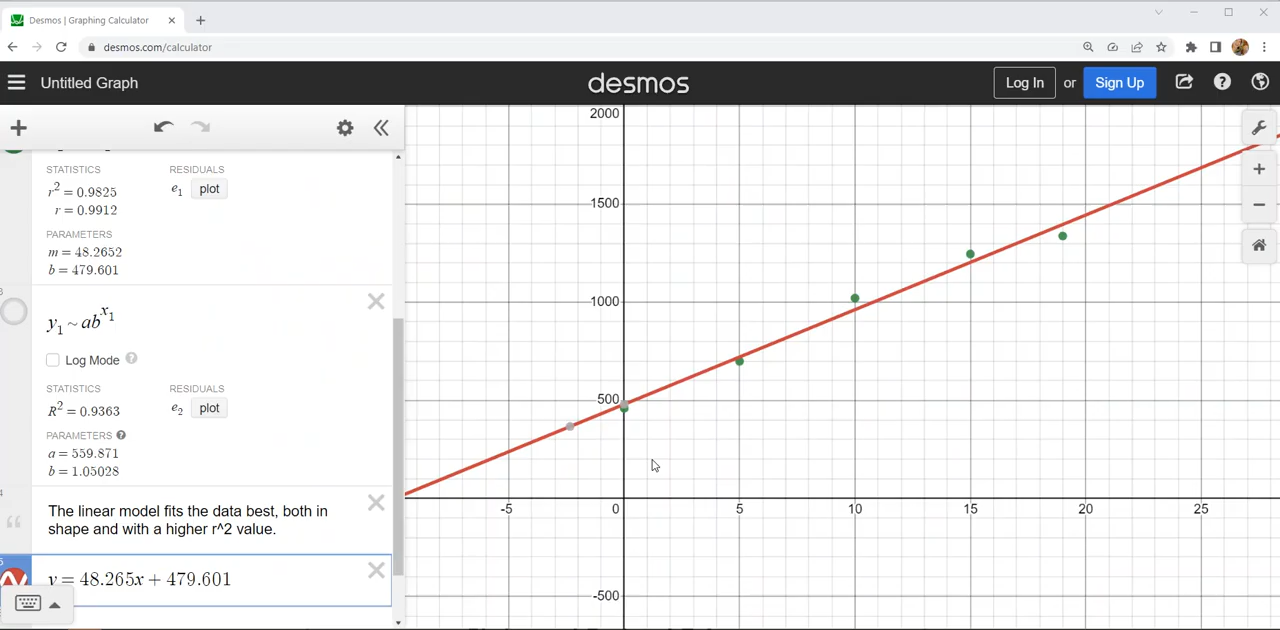 Desmos | Graphing Calculator
desmos.com/calculator
Untitled Graph
desmos
Log In or Sign Up
STATISTICS RESIDUALS
r² = 0.9825 e₁ plot
r = 0.9912
PARAMETERS
m = 48.2652
b = 479.601
3
y₁ ~ ab^x₁
Log Mode ?
STATISTICS RESIDUALS
R² = 0.9363 e₂ plot
PARAMETERS ?
a = 559.871
b = 1.05028
4
The linear model fits the data best, both in
shape and with a higher r^2 value.
5
y = 48.265x + 479.601
2000
1500
1000
500
-5 0 5 10 15 20 25
-500